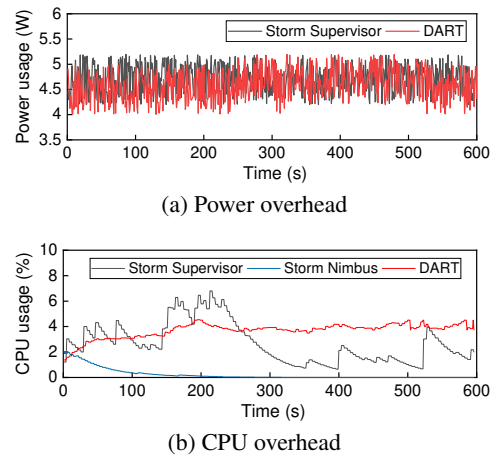 Storm Supervisor DART
Power usage (W)
6
5.5
5
4.5
4
3.5
0 100 200 300 400 500 600
Time (s)
(a) Power overhead
Storm Supervisor Storm Nimbus DART
CPU usage (%)
10
8
6
4
2
0
0 100 200 300 400 500 600
Time (s)
(b) CPU overhead